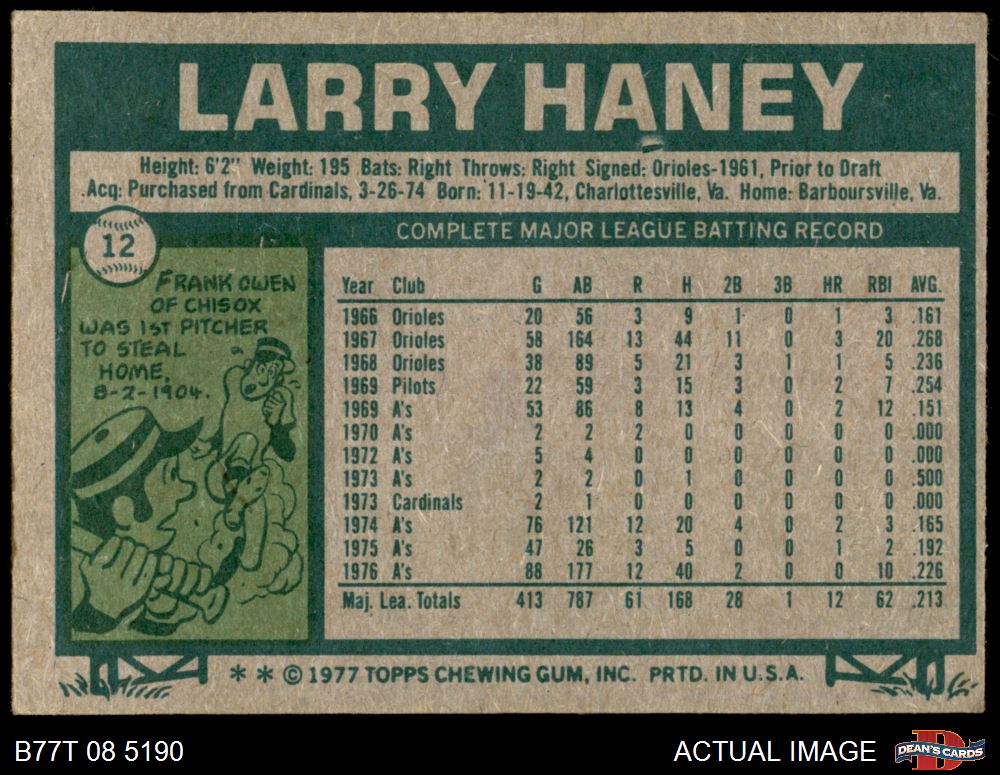 LARRY HANEY
Height: 6'2" Weight: 195 Bats: Right Throws: Right Signed: Orioles-1961, Prior to Draft
Acq: Purchased from Cardinals, 3-26-74 Born: 11-19-42, Charlottesville, Va. Home: Barboursville, Va.
12
FRANK OWEN
OF CHISOX
WAS 1ST PITCHER
TO STEAL
HOME,
8-2-1904.
COMPLETE MAJOR LEAGUE BATTING RECORD
Year Club G AB R H 2B 3B HR RBI AVG.
1966 Orioles 20 56 3 9 1 0 1 3 .161
1967 Orioles 58 164 13 44 11 0 3 20 .268
1968 Orioles 38 89 5 21 3 1 1 5 .236
1969 Pilots 22 59 3 15 3 0 2 7 .254
1969 A's 53 86 8 13 4 0 2 12 .151
1970 A's 2 2 2 0 0 0 0 0 .000
1972 A's 5 4 0 0 0 0 0 0 .000
1973 A's 2 2 0 1 0 0 0 0 .500
1973 Cardinals 2 1 0 0 0 0 0 0 .000
1974 A's 76 121 12 20 4 0 2 3 .165
1975 A's 47 26 3 5 0 0 1 2 .192
1976 A's 88 177 12 40 2 0 0 10 .226
Maj. Lea. Totals 413 787 61 168 28 1 12 62 .213
* * © 1977 TOPPS CHEWING GUM, INC. PRTD. IN U.S.A.
B77T 08 5190
ACTUAL IMAGE
D
DEAN'S CARDS